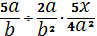 5a/b ÷ 2a/b² · 5x/4a²